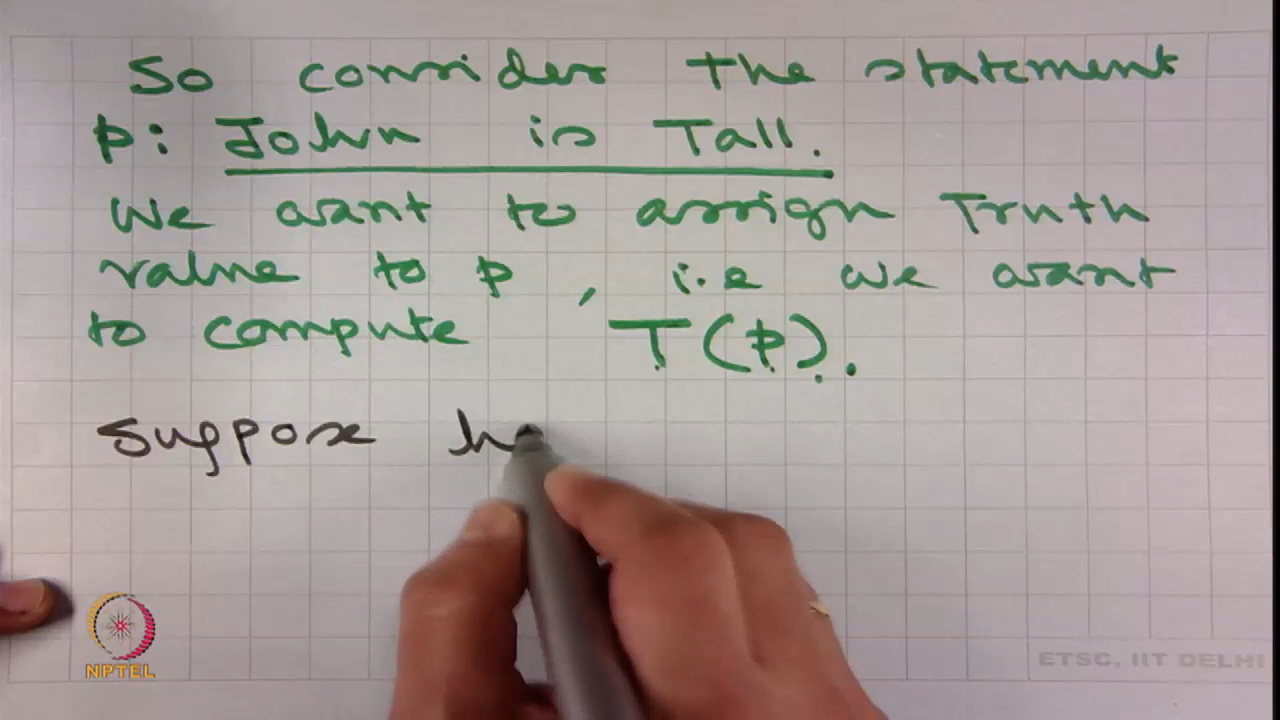 So consider the statement
p: John is Tall.
We want to assign Truth
value to p, i.e we want
to compute T(p).
Suppose h
NPTEL
ETSC, IIT DELHI